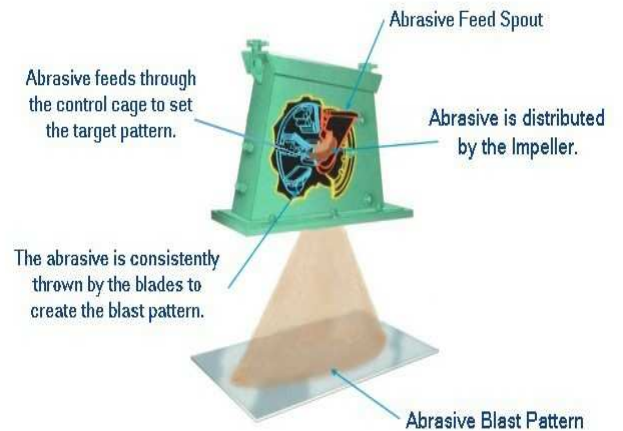 Abrasive Feed Spout
Abrasive feeds through
the control cage to set
the target pattern.
Abrasive is distributed
by the Impeller.
The abrasive is consistently
thrown by the blades to
create the blast pattern.
Abrasive Blast Pattern